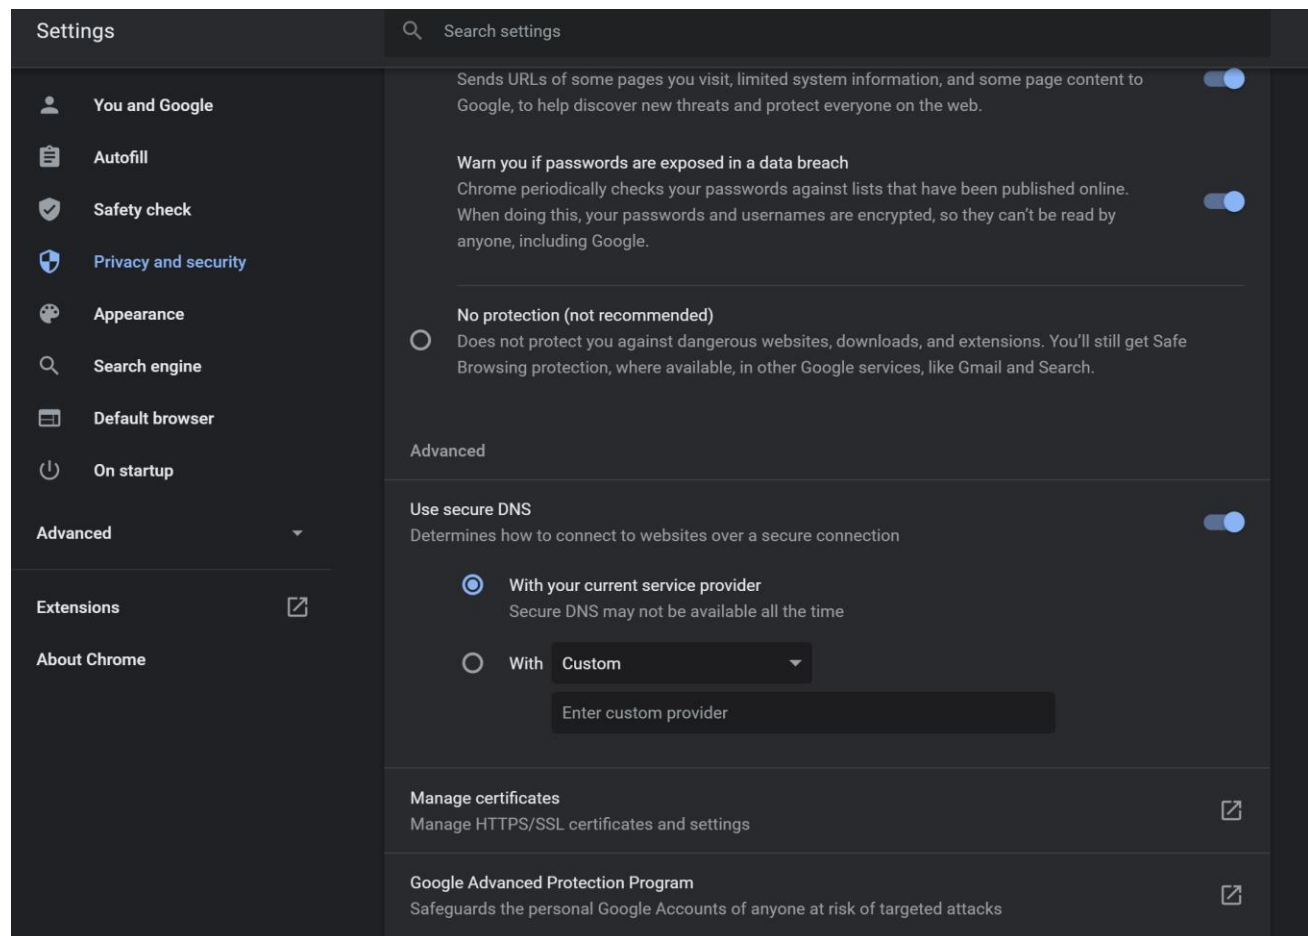 Settings
Search settings
You and Google
Autofill
Safety check
Privacy and security
Appearance
Search engine
Default browser
On startup
Advanced
Extensions
About Chrome
Sends URLs of some pages you visit, limited system information, and some page content to
Google, to help discover new threats and protect everyone on the web.
Warn you if passwords are exposed in a data breach
Chrome periodically checks your passwords against lists that have been published online.
When doing this, your passwords and usernames are encrypted, so they can’t be read by
anyone, including Google.
No protection (not recommended)
Does not protect you against dangerous websites, downloads, and extensions. You’ll still get Safe
Browsing protection, where available, in other Google services, like Gmail and Search.
Advanced
Use secure DNS
Determines how to connect to websites over a secure connection
With your current service provider
Secure DNS may not be available all the time
With Custom
Enter custom provider
Manage certificates
Manage HTTPS/SSL certificates and settings
Google Advanced Protection Program
Safeguards the personal Google Accounts of anyone at risk of targeted attacks